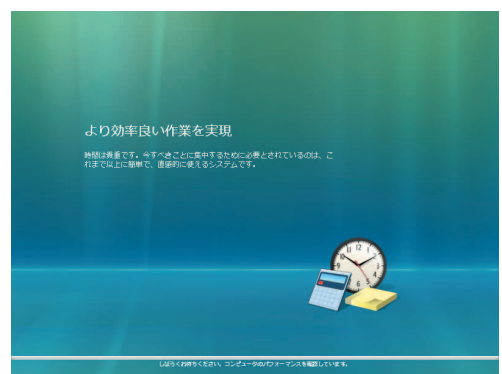 より効率良い作業を実現
時間は貴重です。今すべきことに集中するために必要とされているのは、こ
れまで以上に簡単で、直感的に使えるシステムです。
しばらくお待ちください。コンピュータのパフォーマンスを確認しています。